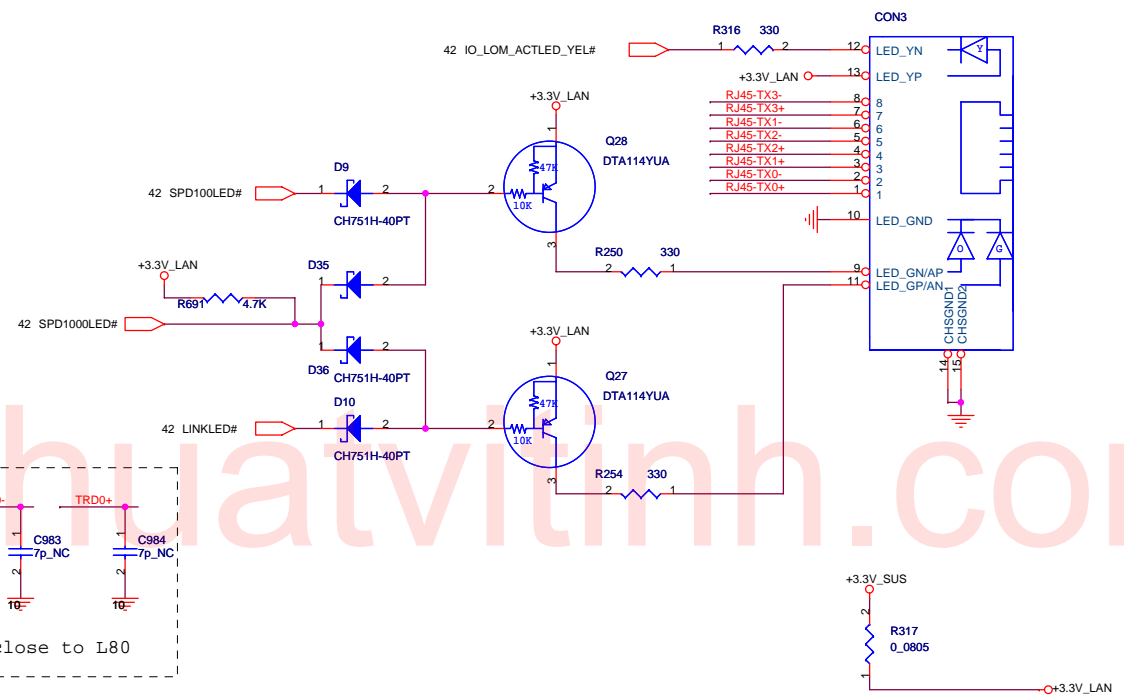 CON3
R316 330
42 IO_LOM_ACTLED_YEL# 1 2 12 LED_YN Y
+3.3V_LAN 13 LED_YP
RJ45-TX3- 8 8
RJ45-TX3+ 7 7
RJ45-TX1- 6 6
RJ45-TX2- 5 5
RJ45-TX2+ 4 4
RJ45-TX1+ 3 3
RJ45-TX0- 2 2
RJ45-TX0+ 1 1
10 LED_GND
O G
9 LED_GN/AP
11 LED_GP/AN
CHSGND1
CHSGND2
14
15
+3.3V_LAN
1
Q28
DTA114YUA
47K
10K
2
3
D9
42 SPD100LED# 1 2
CH751H-40PT
R250 330
2 1
D35
1 2
+3.3V_LAN
R691 4.7K
42 SPD1000LED#
1 2
D36
CH751H-40PT
+3.3V_LAN
1
Q27
DTA114YUA
47K
10K
2
3
D10
42 LINKLED# 1 2
CH751H-40PT
R254 330
2 1
huatvitinh.com
TRD0+
1 C983
7p_NC
2
10
1 C984
7p_NC
2
10
close to L80
+3.3V_SUS
2
R317
0_0805
1
+3.3V_LAN